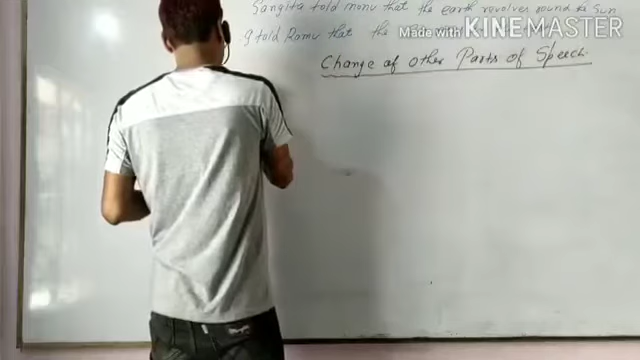 Sangita told monu that the earth revolves round the Sun
I told Ramu that the
Made with KINEMASTER
Change of other Parts of Speech.